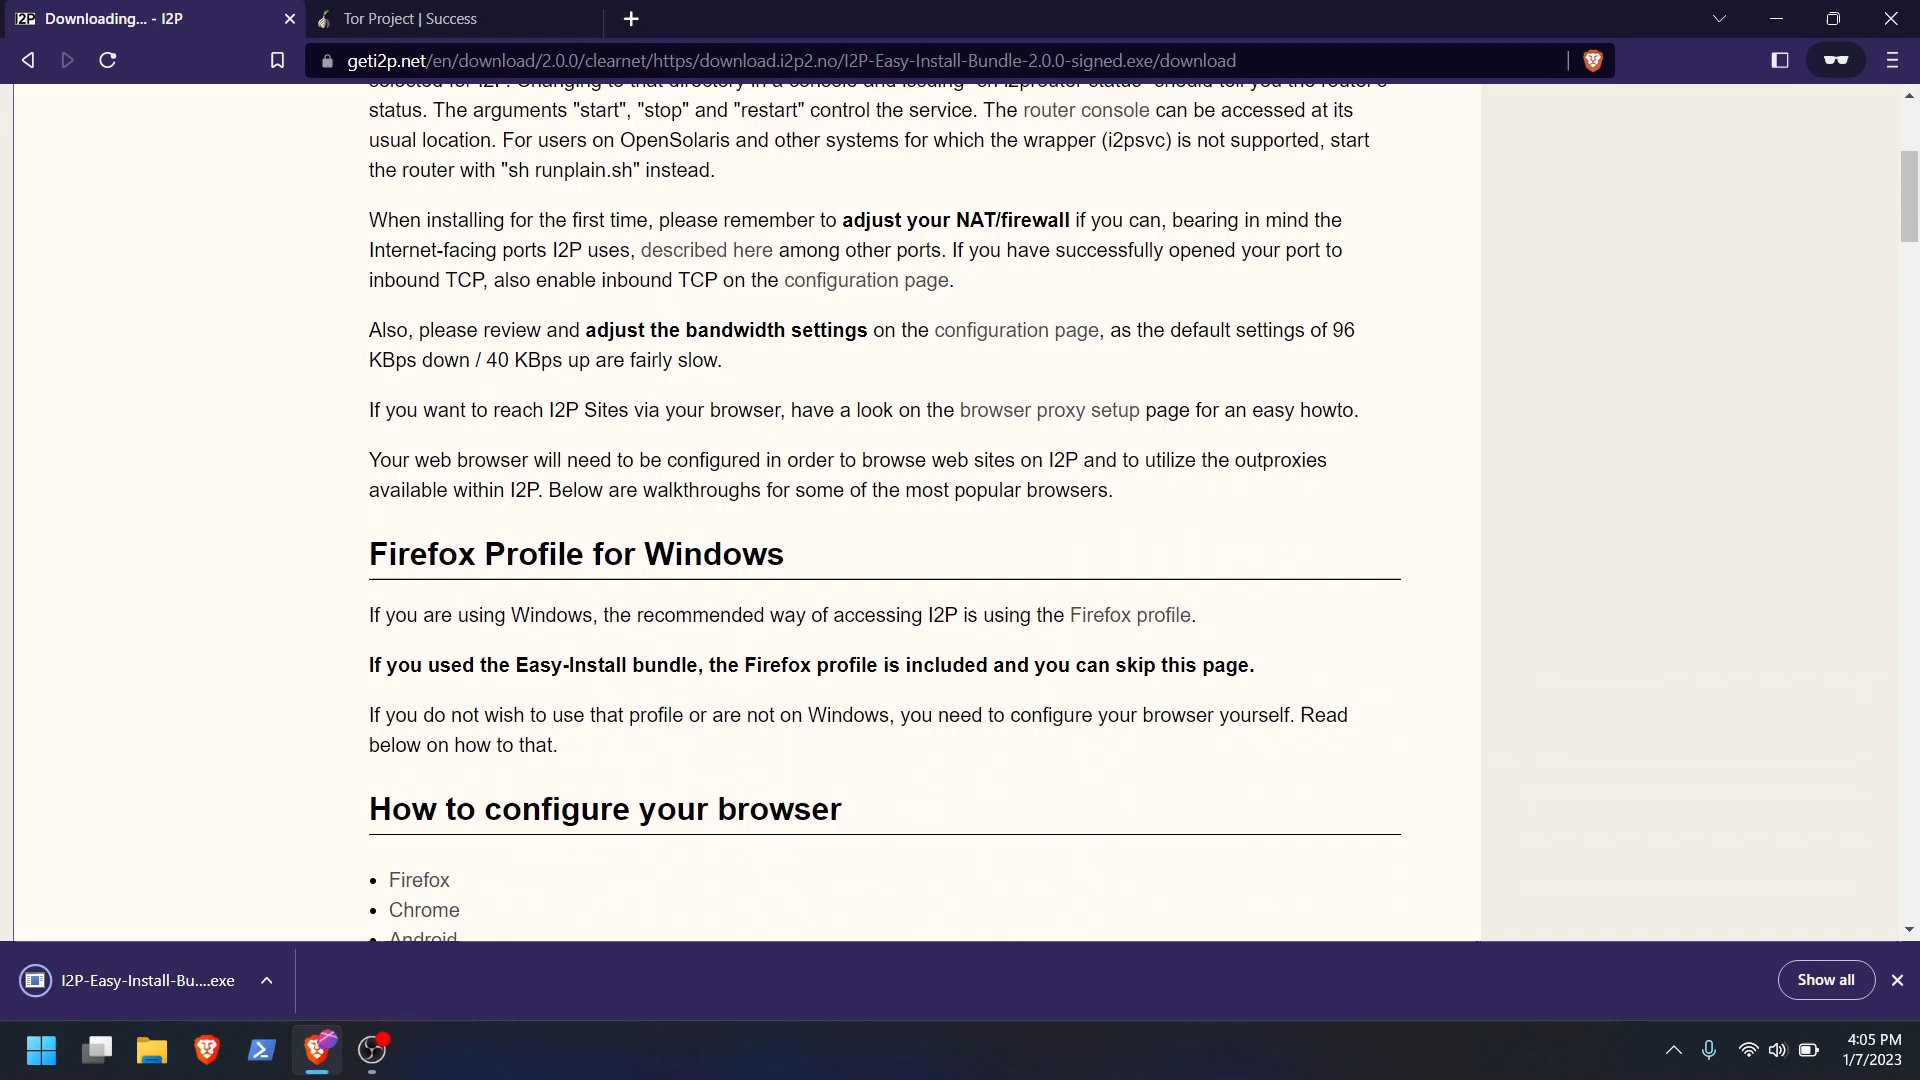 Downloading... - I2P
Tor Project | Success
geti2p.net/en/download/2.0.0/clearnet/https/download.i2p2.no/I2P-Easy-Install-Bundle-2.0.0-signed.exe/download
status. The arguments "start", "stop" and "restart" control the service. The router console can be accessed at its
usual location. For users on OpenSolaris and other systems for which the wrapper (i2psvc) is not supported, start
the router with "sh runplain.sh" instead.
When installing for the first time, please remember to adjust your NAT/firewall if you can, bearing in mind the
Internet-facing ports I2P uses, described here among other ports. If you have successfully opened your port to
inbound TCP, also enable inbound TCP on the configuration page.
Also, please review and adjust the bandwidth settings on the configuration page, as the default settings of 96
KBps down / 40 KBps up are fairly slow.
If you want to reach I2P Sites via your browser, have a look on the browser proxy setup page for an easy howto.
Your web browser will need to be configured in order to browse web sites on I2P and to utilize the outproxies
available within I2P. Below are walkthroughs for some of the most popular browsers.
Firefox Profile for Windows
If you are using Windows, the recommended way of accessing I2P is using the Firefox profile.
If you used the Easy-Install bundle, the Firefox profile is included and you can skip this page.
If you do not wish to use that profile or are not on Windows, you need to configure your browser yourself. Read
below on how to that.
How to configure your browser
• Firefox
• Chrome
• Android
I2P-Easy-Install-Bu....exe
Show all
4:05 PM
1/7/2023